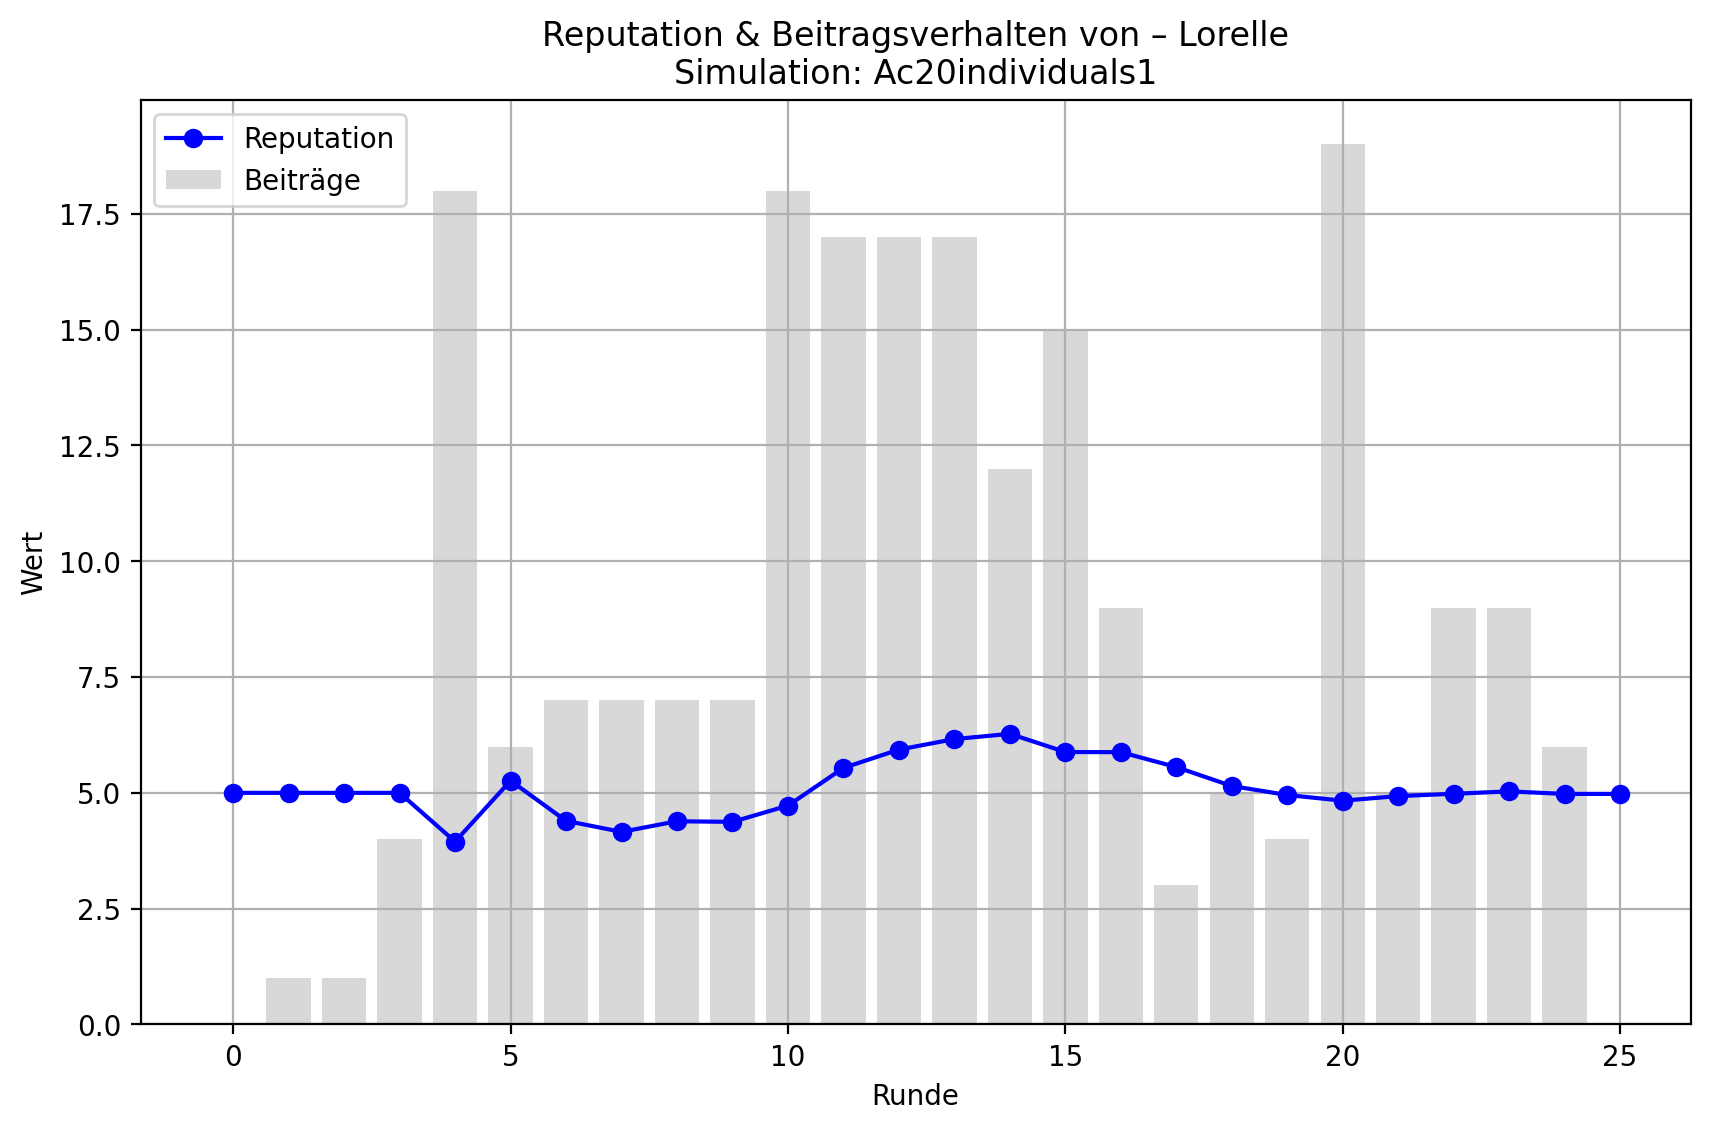 Reputation & Beitragsverhalten von – Lorelle
Simulation: Ac20individuals1
Reputation
Beiträge
17.5
15.0
12.5
10.0
7.5
5.0
2.5
0.0
Wert
0 5 10 15 20 25
Runde